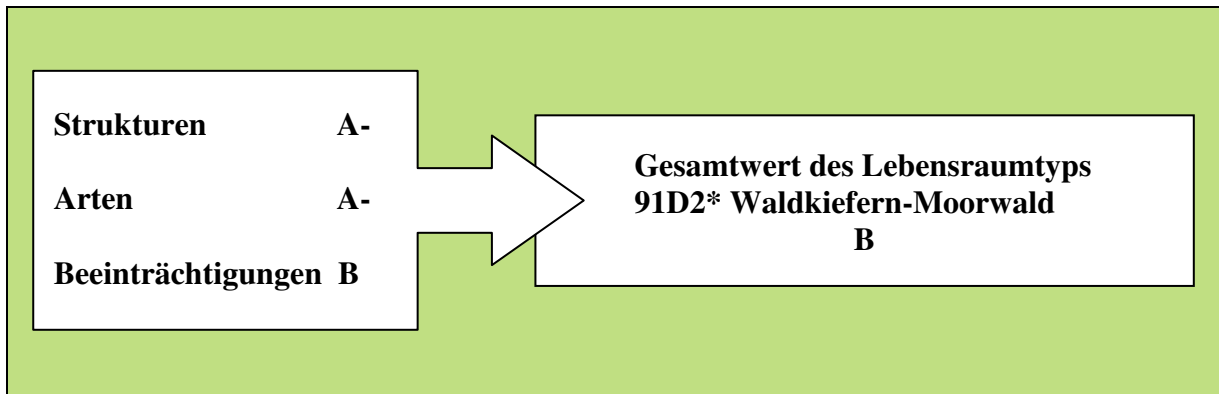 Strukturen A-
Arten A-
Beeinträchtigungen B
Gesamtwert des Lebensraumtyps
91D2* Waldkiefern-Moorwald
B